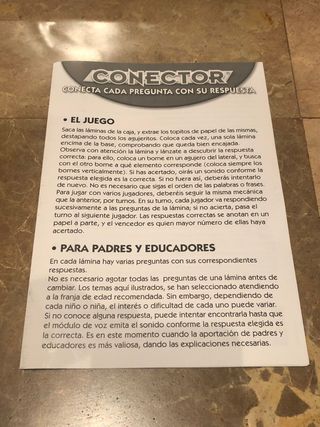 CONECTOR
CONECTA CADA PREGUNTA CON SU RESPUESTA
• EL JUEGO
Saca las láminas de la caja, y extrae los topitos de papel de las mismas,
destapando todos los agujeritos. Coloca cada vez, una sola lámina
encima de la base, comprobando que queda bien encajada.
Observa con atención la lámina y lánzate a descubrir la respuesta
correcta: para ello, coloca un borne en un agujero del lateral, y busca
con el otro borne a qué elemento corresponde (coloca siempre los
bornes verticalmente). Si has acertado, oirás un sonido conforme la
respuesta elegida es la correcta. Si no fuera así, deberías intentarlo
de nuevo. No es necesario que sigas el orden de las palabras o frases.
Para jugar con varios jugadores, deberéis seguir la misma mecánica
que la anterior, por turnos. En su turno, cada jugador va respondiendo
sucesivamente a las preguntas de la lámina; si no acierta, pasa el
turno al siguiente jugador. Las respuestas correctas se anotan en un
papel a parte, y el vencedor es quien mayor número de ellas haya
acertado.
• PARA PADRES Y EDUCADORES
En cada lámina hay varias preguntas con sus correspondientes
respuestas.
No es necesario agotar todas las preguntas de una lámina antes de
cambiar. Los temas aquí ilustrados, se han seleccionado atendiendo
a la franja de edad recomendada. Sin embargo, dependiendo de
cada niño o niña, el interés o dificultad de cada uno puede variar.
Si no conoce alguna respuesta, puede intentar encontrarla hasta que
el módulo de voz emita el sonido conforme la respuesta elegida es
la correcta. Es en este momento cuando la aportación de padres y
educadores es más valiosa, dando las explicaciones necesarias.